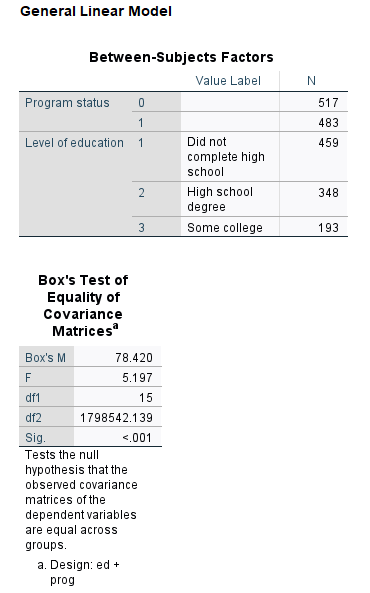 General Linear Model
Between-Subjects Factors
Value Label N
Program status 0 517
1 483
Level of education 1 Did not 459
complete high
school
2 High school 348
degree
3 Some college 193
Box's Test of
Equality of
Covariance
Matricesᵃ
Box's M 78.420
F 5.197
df1 15
df2 1798542.139
Sig. <.001
Tests the null
hypothesis that the
observed covariance
matrices of the
dependent variables
are equal across
groups.
a. Design: ed +
prog